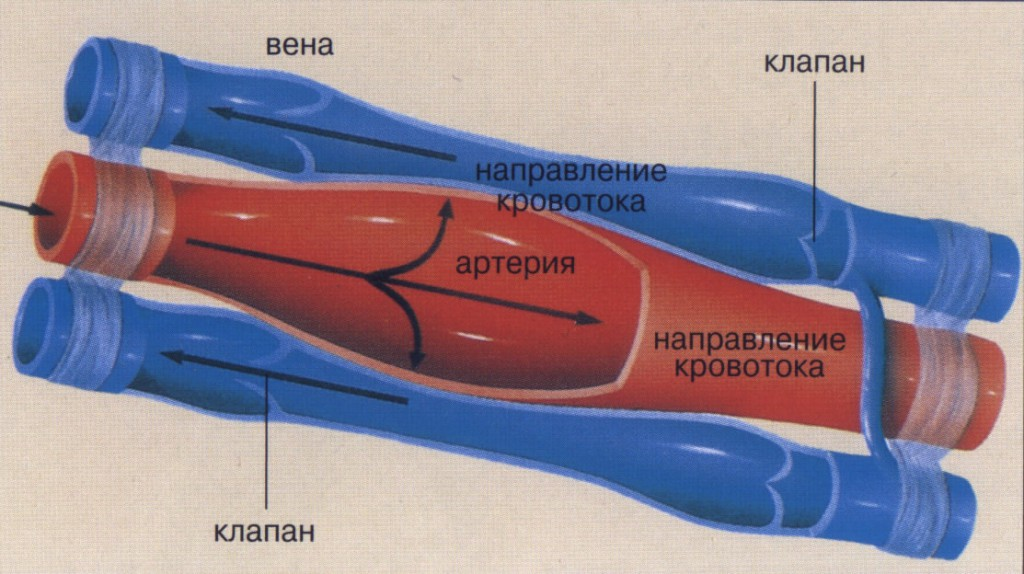 вена
клапан
направление
кровотока
артерия
направление
кровотока
клапан